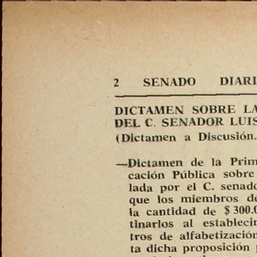 2 SENADO DIARI
DICTAMEN SOBRE LA
DEL C. SENADOR LUIS
(Dictamen a Discusión.
—Dictamen de la Prim
cación Pública sobre
lada por el C. senado
que los miembros de
la cantidad de $300.0
tinarlos al establecin
tros de alfabetización
ta dicha proposición